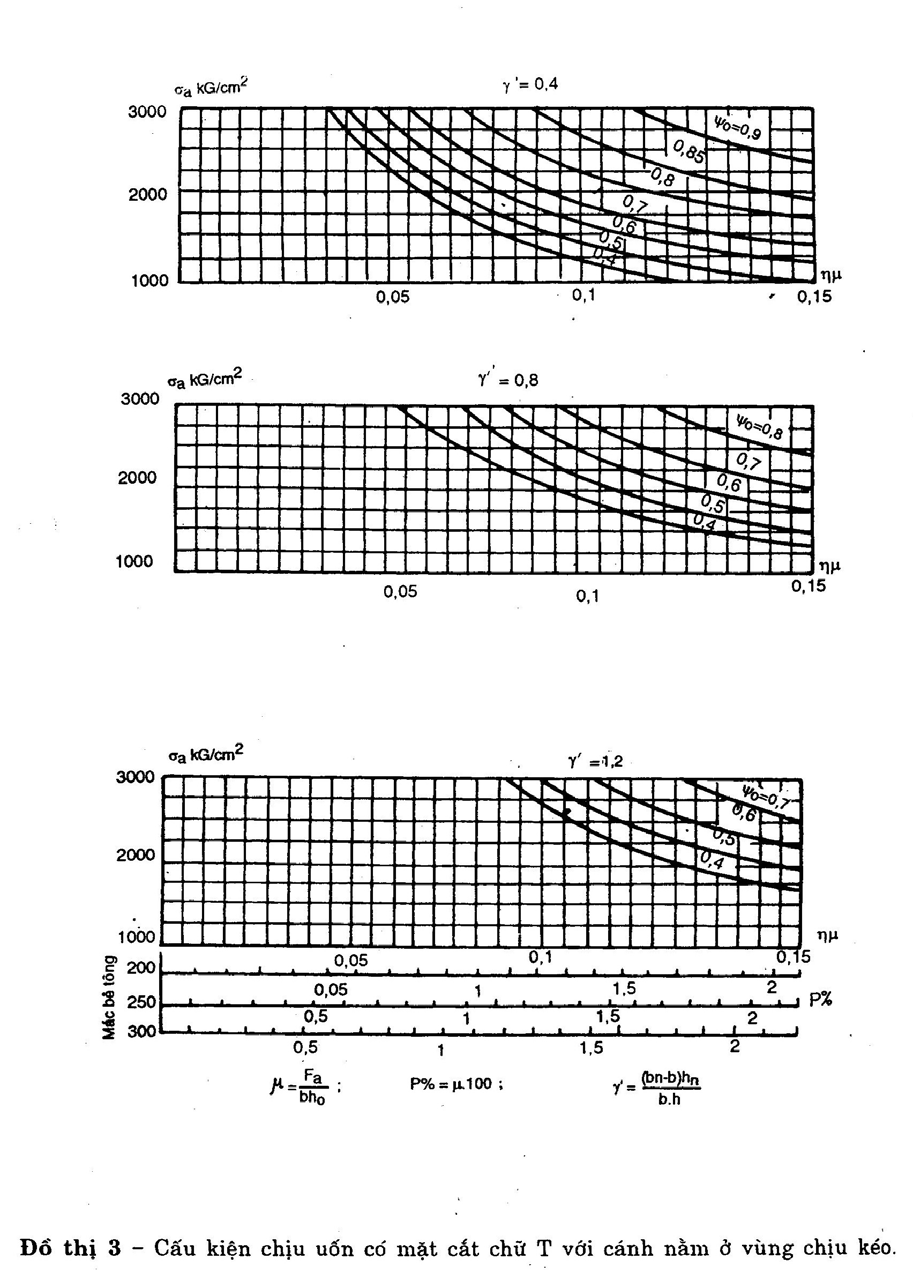 σa kG/cm² γ' = 0,4
3000
ψo=0,9
0,85
0,8
2000
0,7
0,6
0,5
0,4
1000 ημ
0,05 0,1 0,15
σa kG/cm² γ' = 0,8
3000
ψo=0,8
0,7
2000
0,6
0,5
0,4
1000 ημ
0,05 0,1 0,15
σa kG/cm² γ' = 1,2
3000
ψo=0,7
0,6
0,5
2000
0,4
1000 ημ
0,05 0,1 0,15
Mác bê tông
200
0,05 1 1,5 2 P%
250
0,5 1 1,5 2
300
0,5 1 1,5 2
μ = Fa / bho ; P% = μ.100 ; γ' = (bn-b)hn / b.h
Đồ thị 3 – Cấu kiện chịu uốn có mặt cắt chữ T với cánh nằm ở vùng chịu kéo.